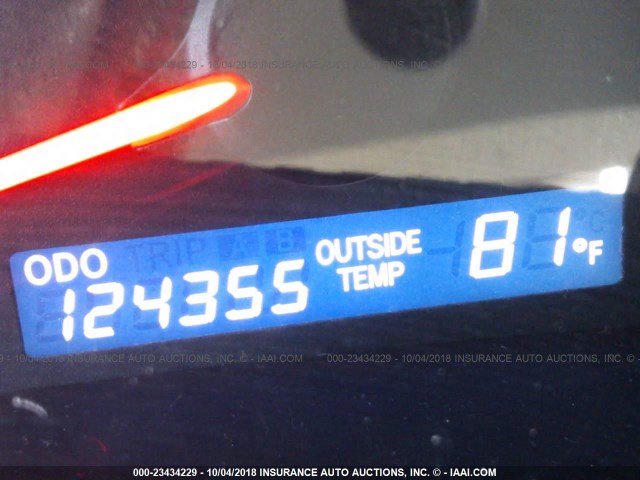 ODO TRIP A B OUTSIDE TEMP 81°F
124355
000-23434229 - 10/04/2018 INSURANCE AUTO AUCTIONS, INC. © - IAAI.COM